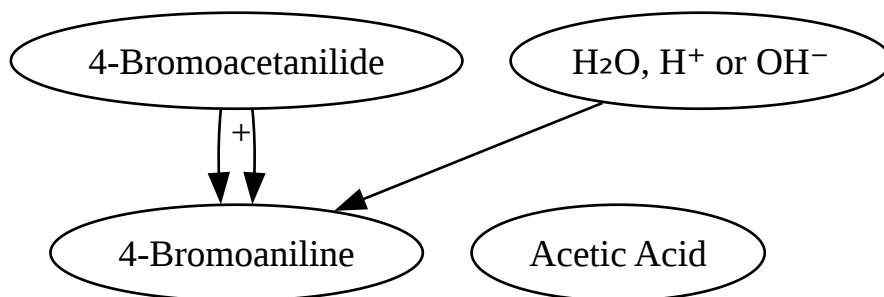 4-Bromoacetanilide
H₂O, H⁺ or OH⁻
+
4-Bromoaniline
Acetic Acid